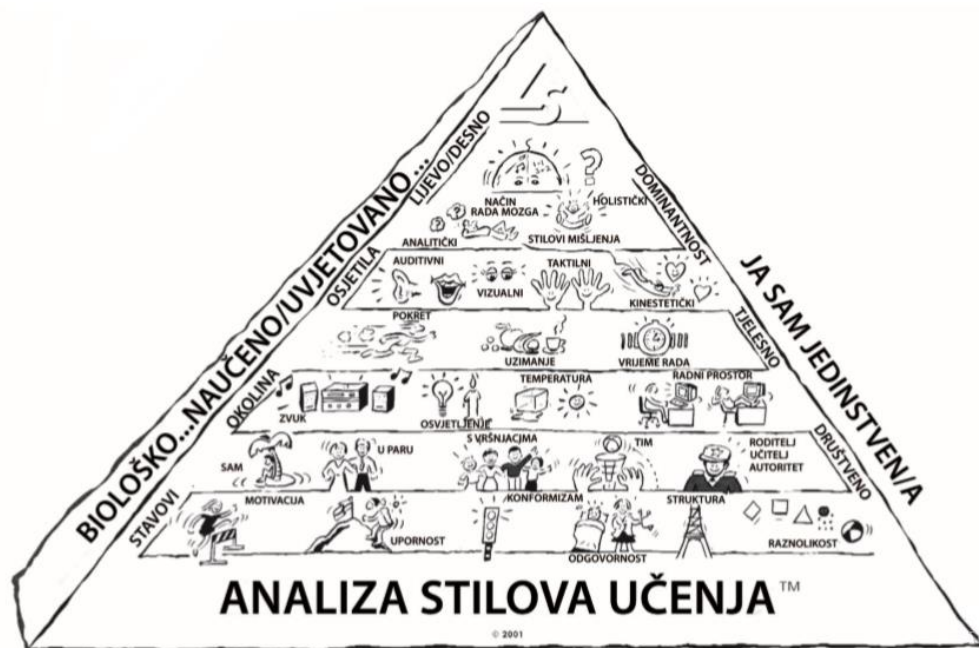 LS
BIOLOŠKO...NAUČENO/UVJETOVANO...
LIJEVO/DESNO
DOMINANTNOST
JA SAM JEDINSTVEN/A
?
NAČIN
RADA MOZGA
HOLISTIČKI
? ?
ANALITIČKI
STILOVI MIŠLJENJA
OSJETILA
AUDITIVNI
VIZUALNI
TAKTILNI
KINESTETIČKI
TJELESNO
POKRET
UZIMANJE
VRIJEME RADA
OKOLINA
ZVUK
OSVJETLJENJE
TEMPERATURA
RADNI PROSTOR
DRUŠTVENO
SAM
U PARU
S VRŠNJACIMA
TIM
RODITELJ
UČITELJ
AUTORITET
STAVOVI
MOTIVACIJA
UPORNOST
KONFORMIZAM
ODGOVORNOST
STRUKTURA
RAZNOLIKOST
ANALIZA STILOVA UČENJA™
© 2001